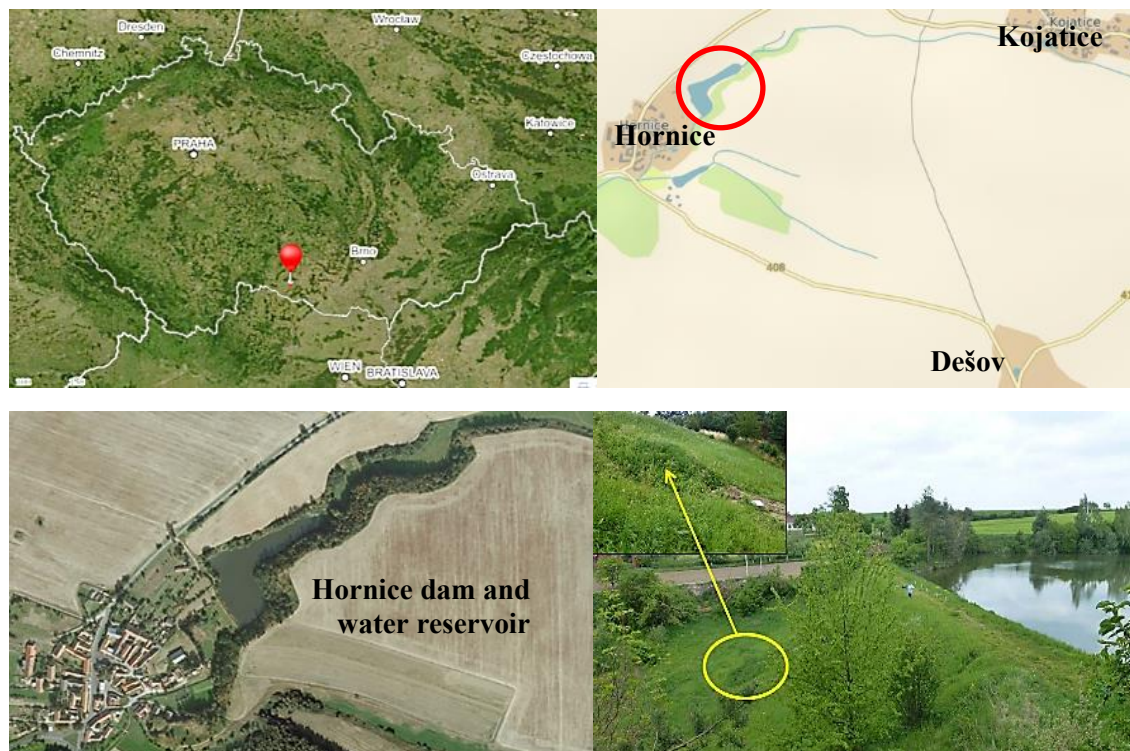 Wrocław
Dresden
Chemnitz
Częstochowa
Katowice
PRAHA
Ostrava
Brno
WIEN
BRATISLAVA
Kojatice
Kojatice
Hornice
Hornice
408
Dešov
Hornice dam and
water reservoir